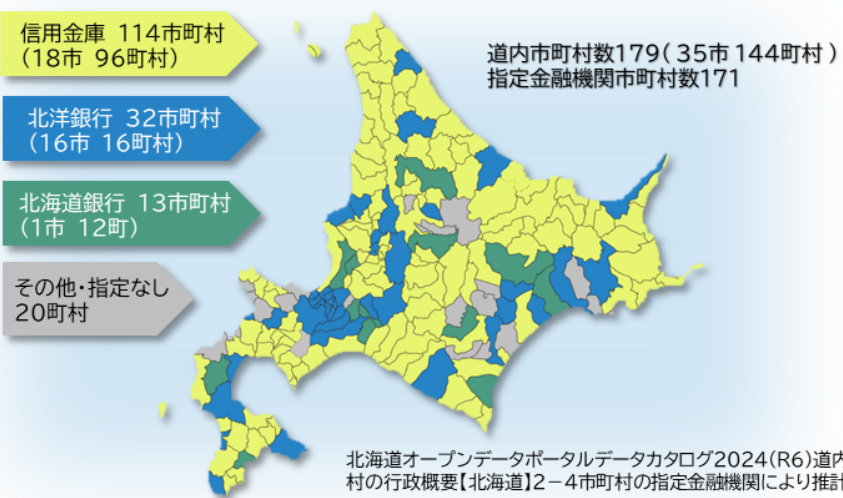 信用金庫 114市町村
(18市 96町村)
道内市町村数179( 35市 144町村 )
指定金融機関市町村数171
北洋銀行 32市町村
(16市 16町村)
北海道銀行 13市町村
(1市 12町)
その他・指定なし
20町村
北海道オープンデータポータルデータカタログ2024(R6)道内
村の行政概要【北海道】2－4市町村の指定金融機関により推計